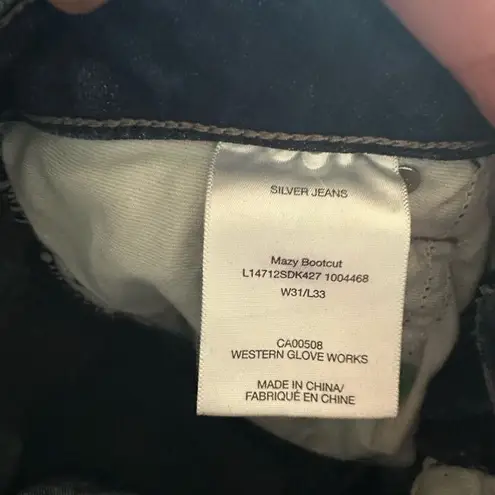 SILVER JEANS
Mazy Bootcut
L14712SDK427 1004468
W31/L33
CA00508
WESTERN GLOVE WORKS
MADE IN CHINA/
FABRIQUÉ EN CHINE